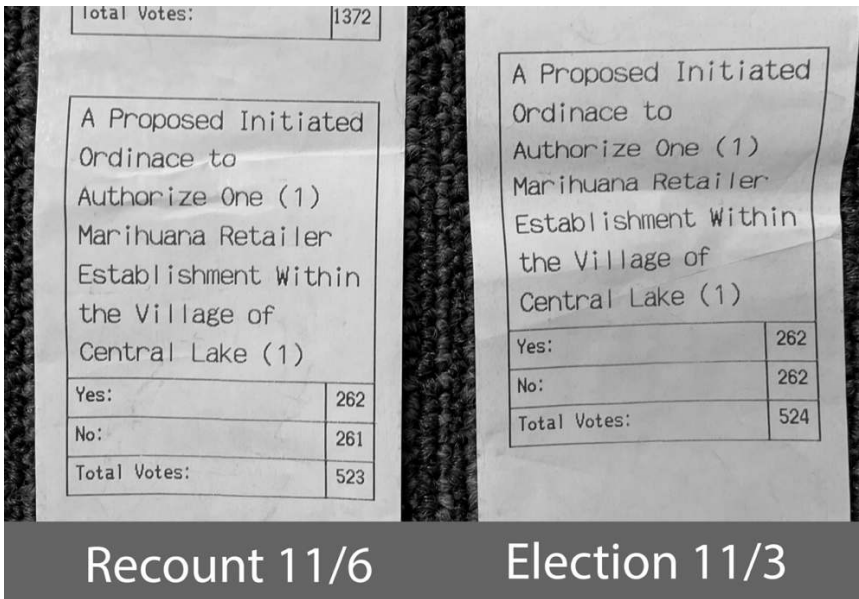 Total Votes: 1372
A Proposed Initiated
Ordinace to
Authorize One (1)
Marihuana Retailer
Establishment Within
the Village of
Central Lake (1)
Yes: 262
No: 261
Total Votes: 523
Recount 11/6
A Proposed Initiated
Ordinace to
Authorize One (1)
Marihuana Retailer
Establishment Within
the Village of
Central Lake (1)
Yes: 262
No: 262
Total Votes: 524
Election 11/3